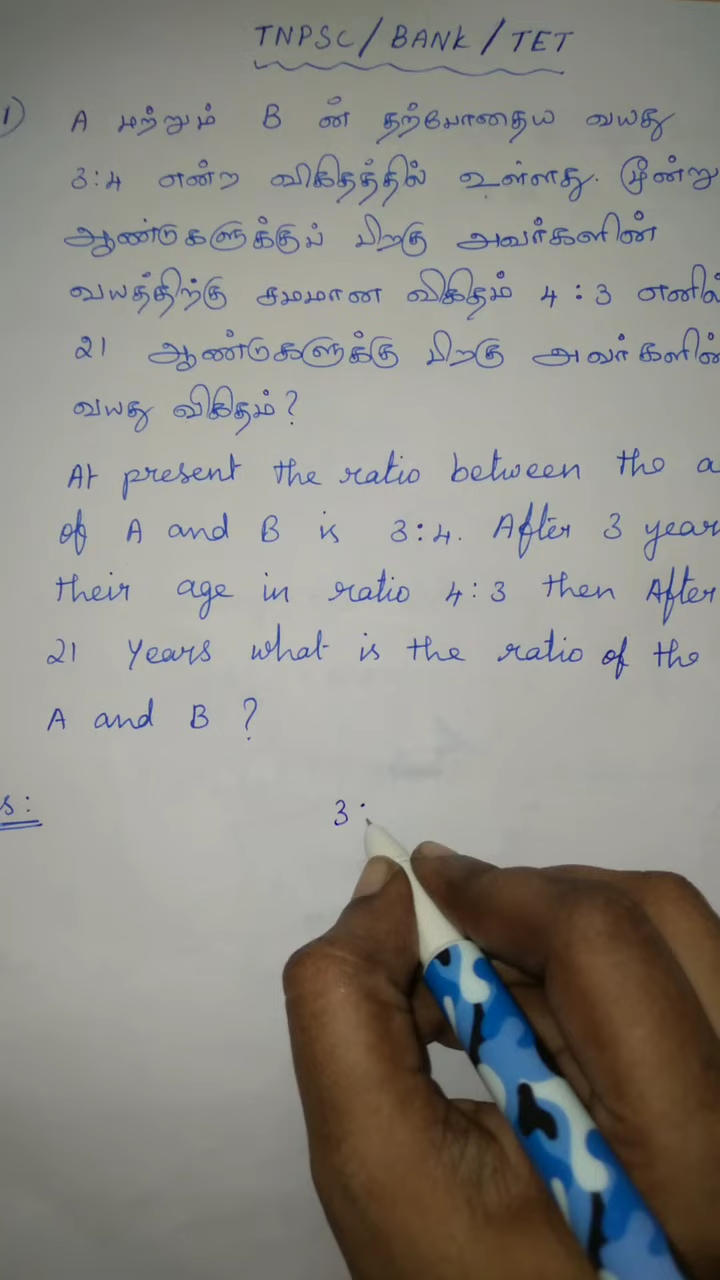 TNPSC / BANK / TET
1) A மற்றும் B ன் தற்போதைய வயது
3:4 என்ற விகிதத்தில் உள்ளது. மூன்று
ஆண்டுகளுக்குப் பிறகு அவர்களின்
வயத்திற்கு சமமான விகிதம் 4:3 எனில்
21 ஆண்டுகளுக்கு பிறகு அவர்களின்
வயது விகிதம்?
At present the ratio between the a
of A and B is 3:4. After 3 year
their age in ratio 4:3 then After
21 Years what is the ratio of the
A and B ?
s:
3 :